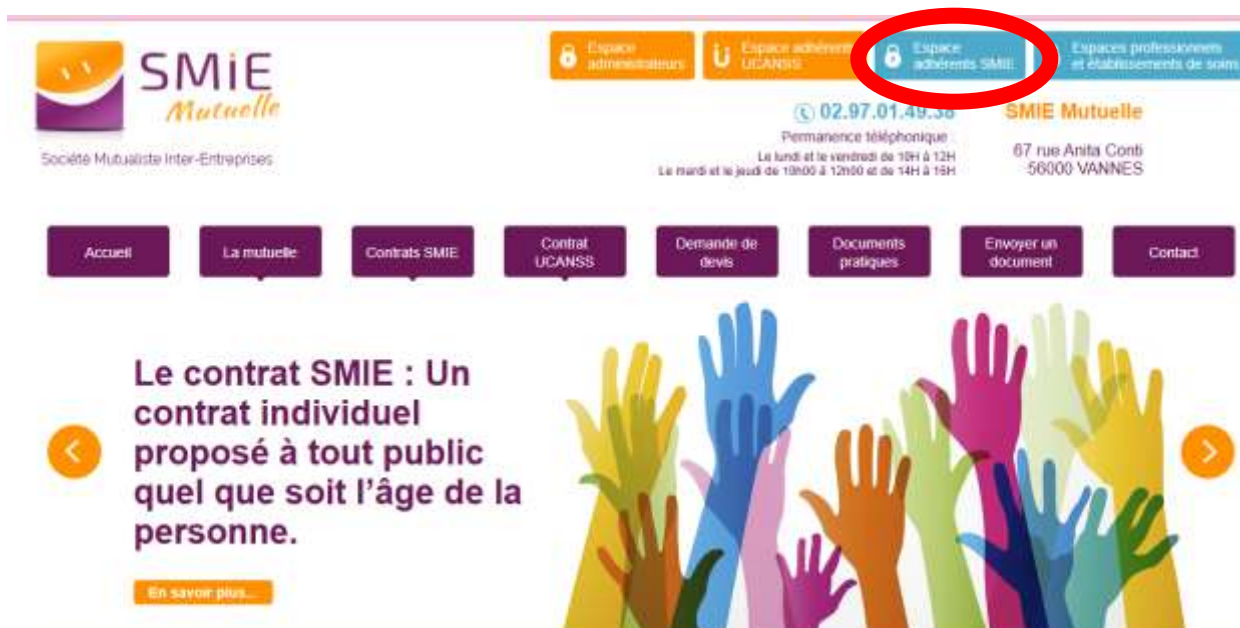 SMiE
Mutuelle
Société Mutualiste Inter-Entreprises
Espace
administrateurs
Espace adhérents
UCANSS
Espace
adhérents SMIE
Espaces professionnels
et établissements de soins
02.97.01.49.38
Permanence téléphonique :
Le lundi et le vendredi de 10H à 12H
Le mardi et le jeudi de 10h00 à 12h00 et de 14H à 16H
SMIE Mutuelle
67 rue Anita Conti
56000 VANNES
Accueil
La mutuelle
Contrats SMIE
Contrat
UCANSS
Demande de
devis
Documents
pratiques
Envoyer un
document
Contact
Le contrat SMIE : Un
contrat individuel
proposé à tout public
quel que soit l'âge de la
personne.
En savoir plus...